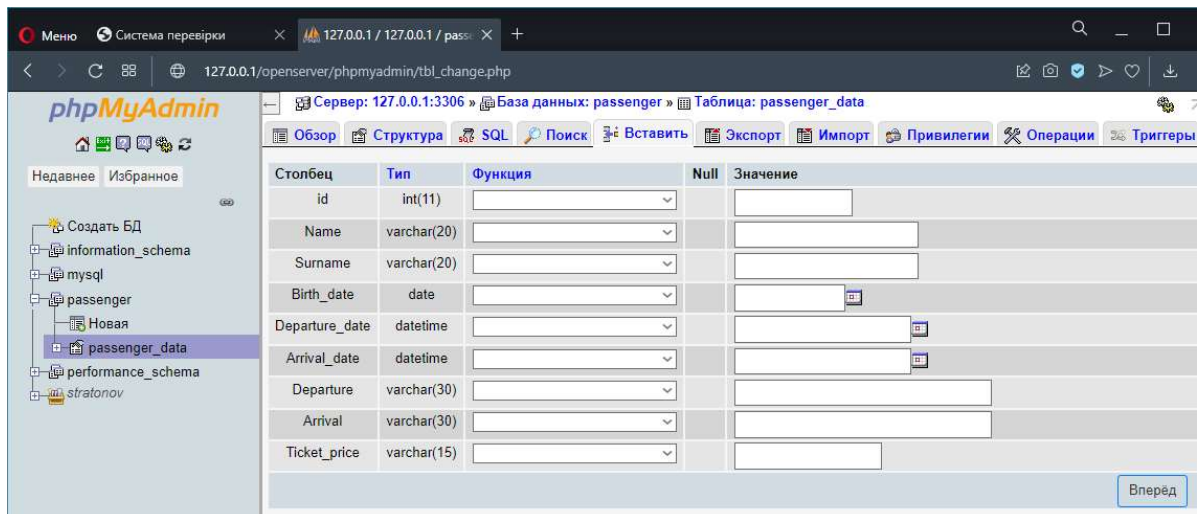 Меню Система перевірки 127.0.0.1 / 127.0.0.1 / pass
127.0.0.1/openserver/phpmyadmin/tbl_change.php
phpMyAdmin
Недавнее Избранное
Создать БД
information_schema
mysql
passenger
Новая
passenger_data
performance_schema
stratonov
Сервер: 127.0.0.1:3306 » База данных: passenger » Таблица: passenger_data
Обзор Структура SQL Поиск Вставить Экспорт Импорт Привилегии Операции Триггеры
Столбец Тип Функция Null Значение
id int(11)
Name varchar(20)
Surname varchar(20)
Birth_date date
Departure_date datetime
Arrival_date datetime
Departure varchar(30)
Arrival varchar(30)
Ticket_price varchar(15)
Вперёд